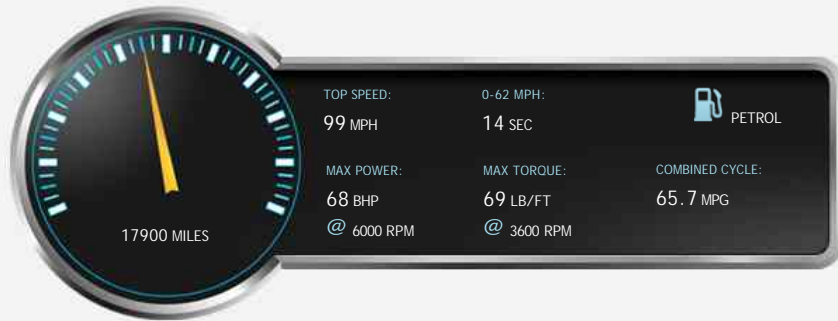 17900 MILES
TOP SPEED:
99 MPH
0-62 MPH:
14 SEC
PETROL
MAX POWER:
68 BHP
@ 6000 RPM
MAX TORQUE:
69 LB/FT
@ 3600 RPM
COMBINED CYCLE:
65.7 MPG